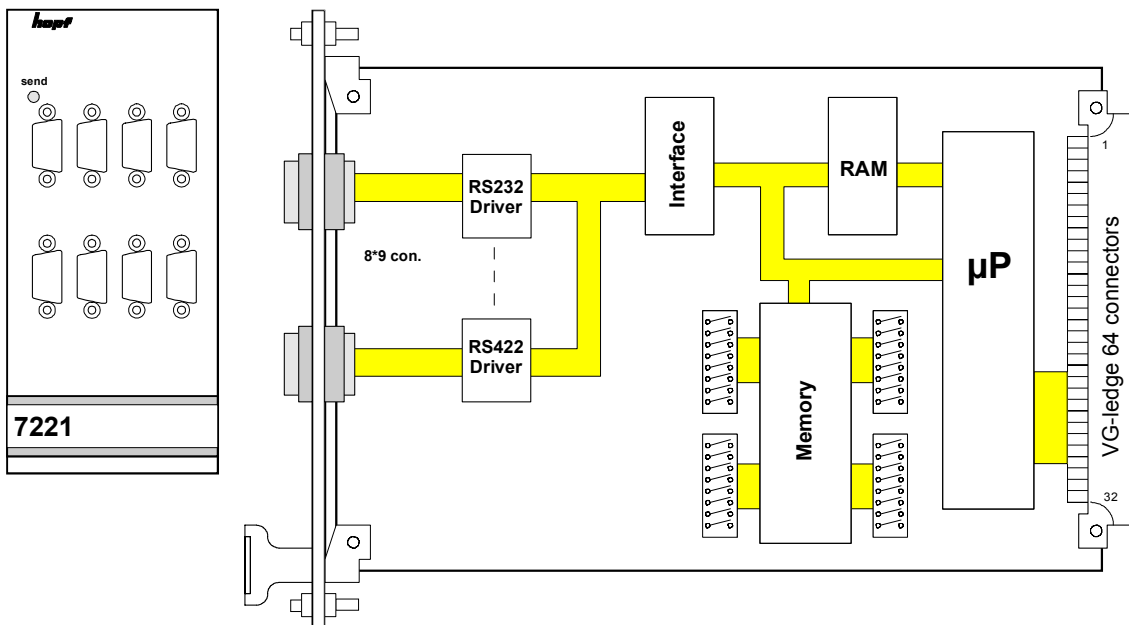 hopf
send
7221
8*9 con.
RS232
Driver
RS422
Driver
Interface
RAM
Memory
µP
1
VG-ledge 64 connectors
32